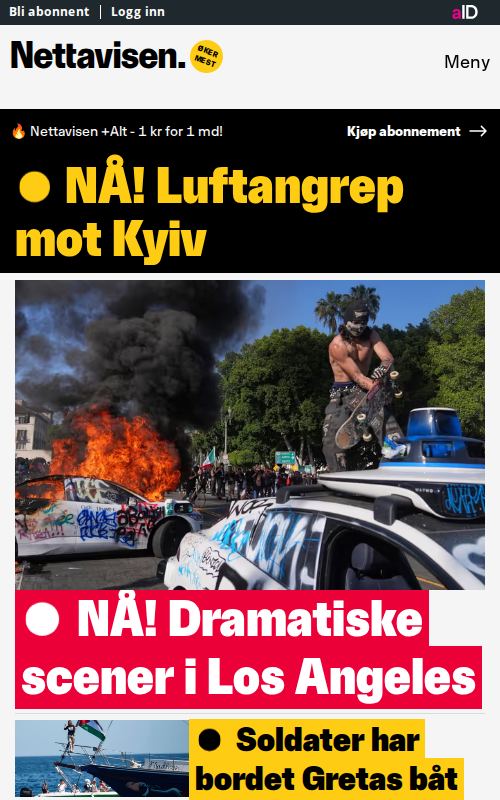 Bli abonnent | Logg inn
aID
Nettavisen.
ØKER
MEST
Meny
🔥 Nettavisen +Alt - 1 kr for 1 md!
Kjøp abonnement →
NÅ! Luftangrep
mot Kyiv
NÅ! Dramatiske
scener i Los Angeles
Soldater har
bordet Gretas båt